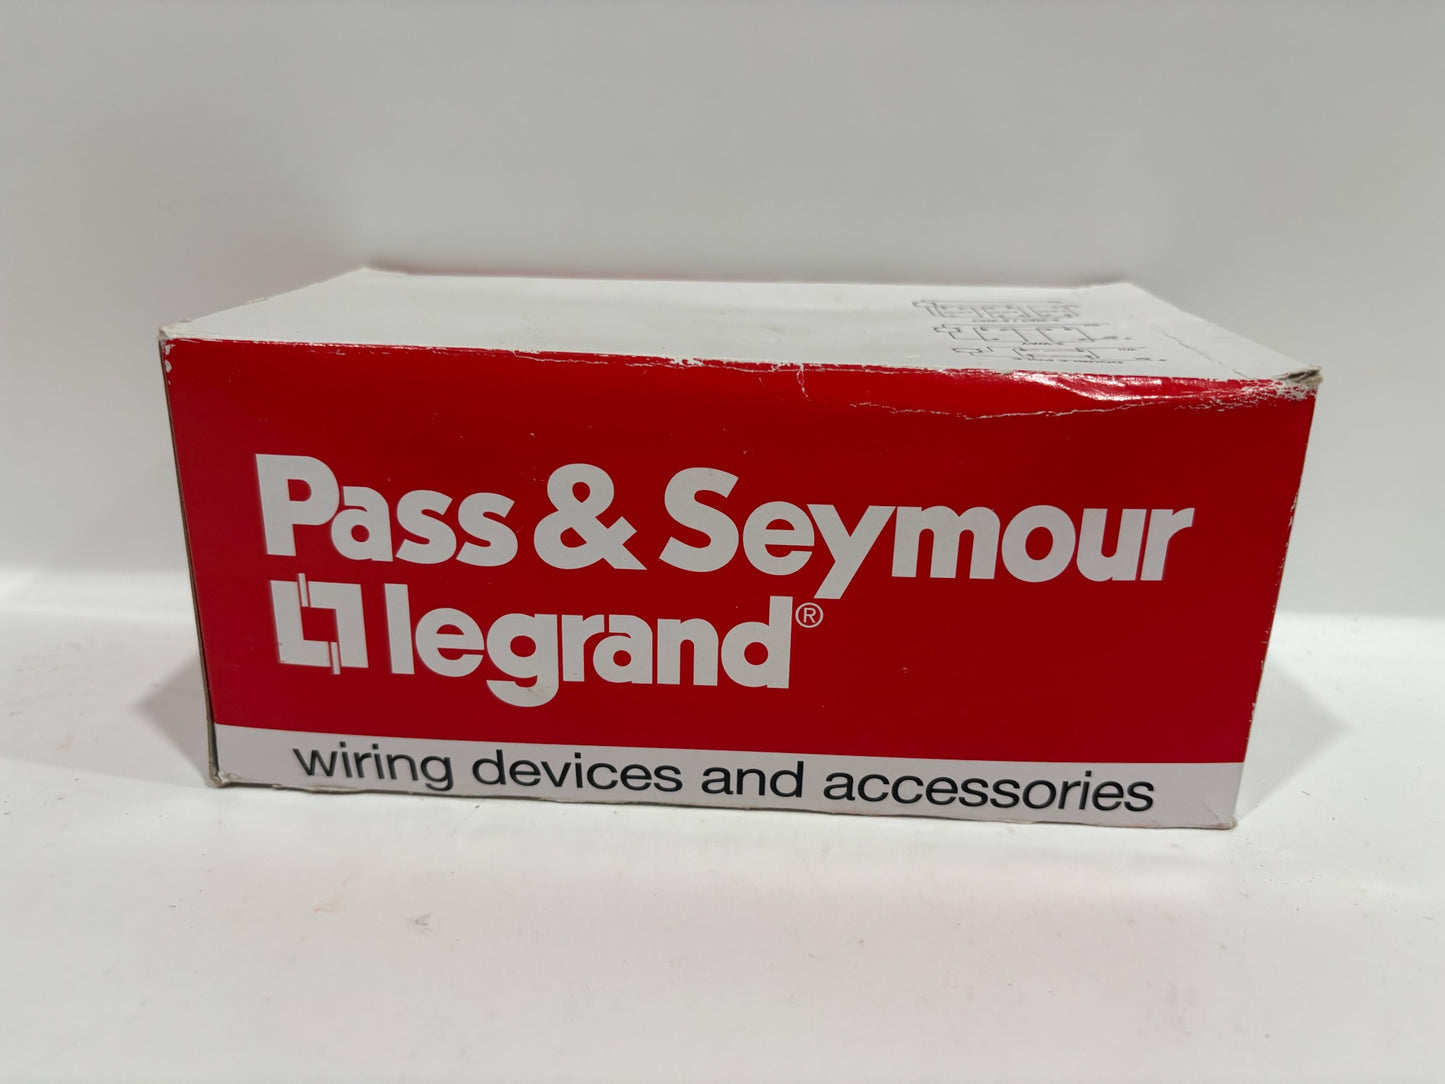 Pass & Seymour
legrand®
wiring devices and accessories